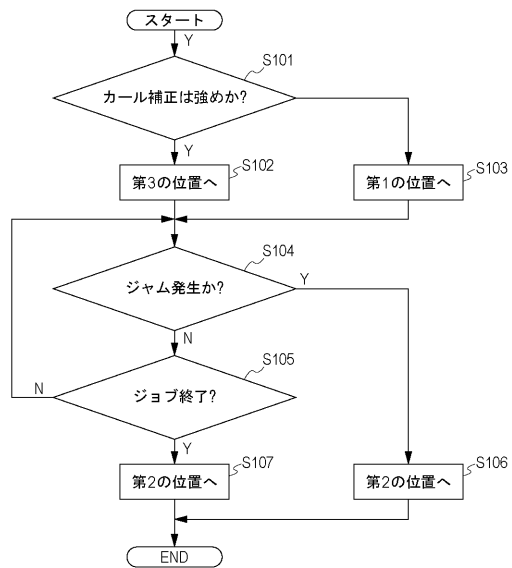 スタート
Y
S101
カール補正は強めか?
Y
S102
第3の位置へ
S103
第1の位置へ
S104
ジャム発生か?
Y
N
S105
ジョブ終了?
N
Y
S107
第2の位置へ
S106
第2の位置へ
END